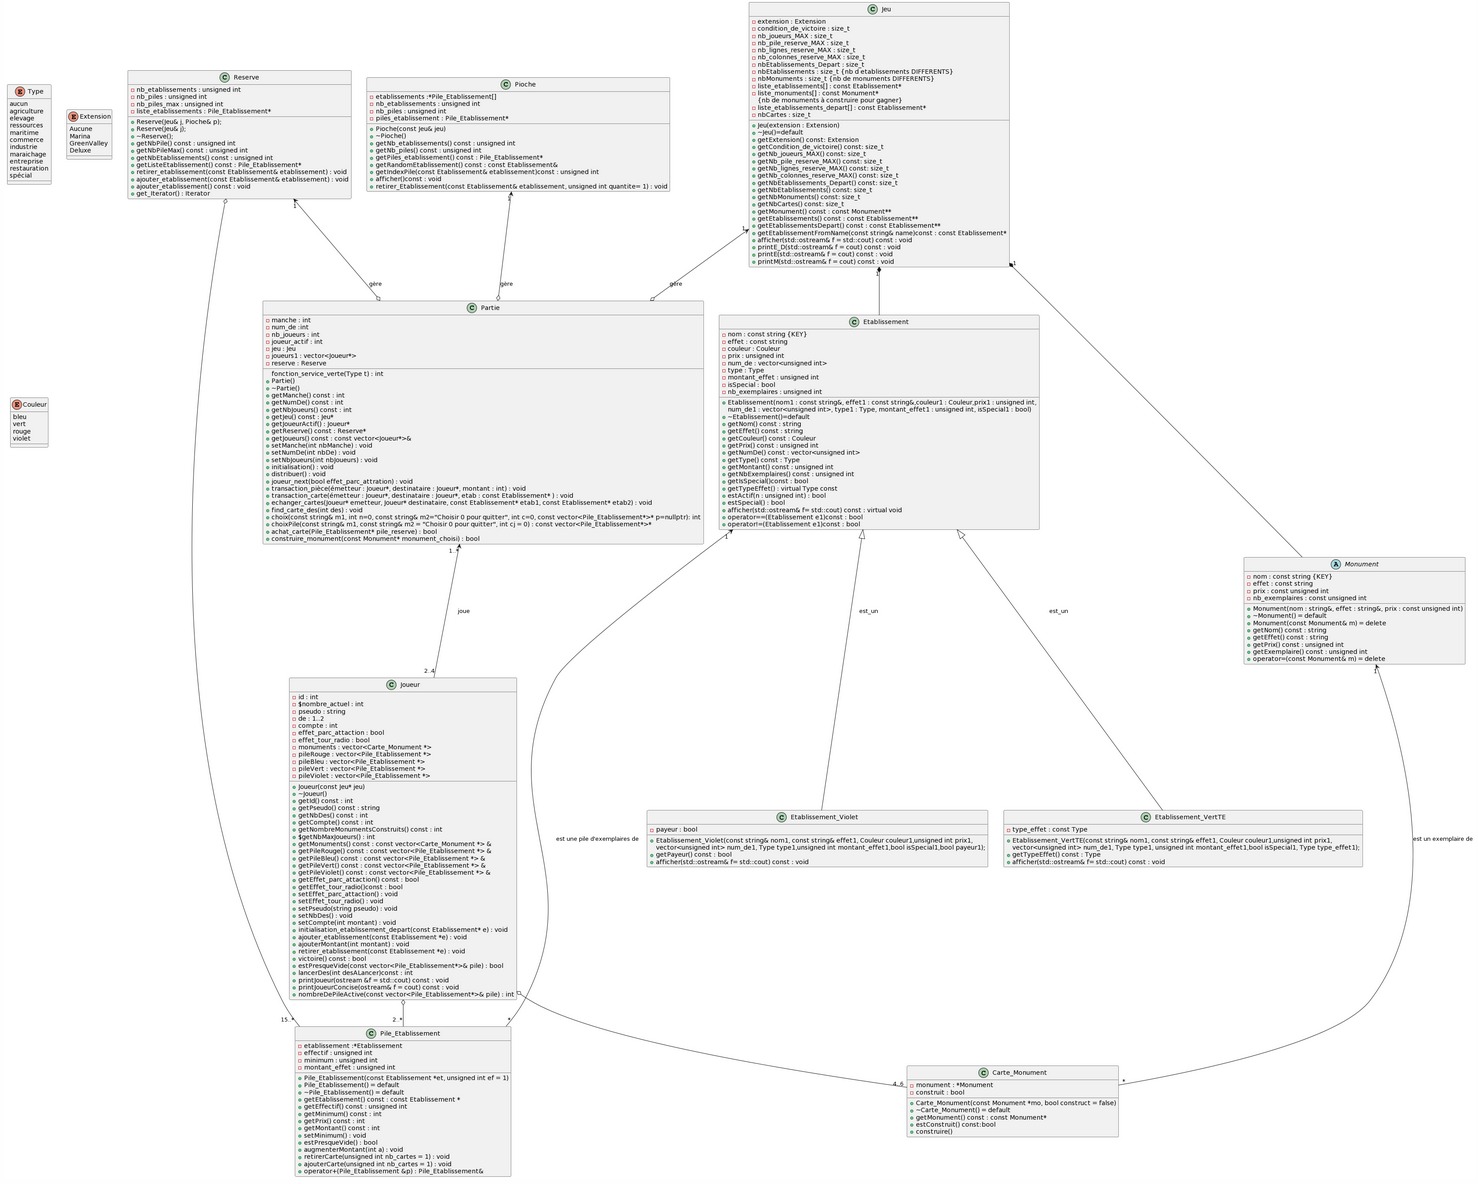 Type
aucun
agriculture
elevage
ressources
maritime
commerce
industrie
maraichage
entreprise
restauration
spécial
Extension
Aucune
Marina
GreenValley
Deluxe
Reserve
nb_etablissements : unsigned int
nb_piles : unsigned int
nb_piles_max : unsigned int
liste_etablissements : Pile_Etablissement*
Reserve(Jeu& j, Pioche& p);
Reserve(Jeu& j);
~Reserve();
getNbPile() const : unsigned int
getNbPileMax() const : unsigned int
getNbEtablissements() const : unsigned int
getListeEtablissement() const : Pile_Etablissement*
retirer_etablissement(const Etablissement& etablissement) : void
ajouter_etablissement(const Etablissement& etablissement) : void
ajouter_etablissement() const : void
get_Iterator() : Iterator
Pioche
etablissements :*Pile_Etablissement[]
nb_etablissements : unsigned int
nb_piles : unsigned int
piles_etablissement : Pile_Etablissement*
Pioche(const Jeu& jeu)
~Pioche()
getNb_etablissements() const : unsigned int
getNb_piles() const : unsigned int
getPiles_etablissement() const : Pile_Etablissement*
getRandomEtablissement() const : const Etablissement&
getIndexPile(const Etablissement& etablissement)const : unsigned int
afficher()const : void
retirer_Etablissement(const Etablissement& etablissement, unsigned int quantite= 1) : void
Jeu
extension : Extension
condition_de_victoire : size_t
nb_joueurs_MAX : size_t
nb_pile_reserve_MAX : size_t
nb_lignes_reserve_MAX : size_t
nb_colonnes_reserve_MAX : size_t
nbEtablissements_Depart : size_t
nbEtablissements : size_t {nb d etablissements DIFFERENTS}
nbMonuments : size_t {nb de monuments DIFFERENTS}
liste_etablissements[] : const Etablissement*
liste_monuments[] : const Monument*
{nb de monuments à construire pour gagner}
liste_etablissements_depart[] : const Etablissement*
nbCartes : size_t
Jeu(extension : Extension)
~Jeu()=default
getExtension() const: Extension
getCondition_de_victoire() const: size_t
getNb_joueurs_MAX() const: size_t
getNb_pile_reserve_MAX() const: size_t
getNb_lignes_reserve_MAX() const: size_t
getNb_colonnes_reserve_MAX() const: size_t
getNbEtablissements_Depart() const: size_t
getNbEtablissements() const: size_t
getNbMonuments() const: size_t
getNbCartes() const: size_t
getMonument() const : const Monument**
getEtablissements() const : const Etablissement**
getEtablissementsDepart() const : const Etablissement**
getEtablissementFromName(const string& name)const : const Etablissement*
afficher(std::ostream& f = std::cout) const : void
printE_D(std::ostream& f = cout) const : void
printE(std::ostream& f = cout) const : void
printM(std::ostream& f = cout) const : void
Couleur
bleu
vert
rouge
violet
1
gère
1
gère
1
gère
1
1
Partie
manche : int
num_de :int
nb_joueurs : int
joueur_actif : int
jeu : Jeu
joueurs1 : vector<Joueur*>
reserve : Reserve
fonction_service_verte(Type t) : int
Partie()
~Partie()
getManche() const : int
getNumDe() const : int
getNbJoueurs() const : int
getJeu() const : Jeu*
getJoueurActif() : Joueur*
getReserve() const : Reserve*
getJoueurs() const : const vector<Joueur*>&
setManche(int nbManche) : void
setNumDe(int nbDe) : void
setNbJoueurs(int nbJoueurs) : void
initialisation() : void
distribuer() : void
joueur_next(bool effet_parc_attration) : void
transaction_pièce(émetteur : Joueur*, destinataire : Joueur*, montant : int) : void
transaction_carte(émetteur : Joueur*, destinataire : Joueur*, etab : const Etablissement* ) : void
echanger_cartes(Joueur* emetteur, Joueur* destinataire, const Etablissement* etab1, const Etablissement* etab2) : void
find_carte_des(int des) : void
choix(const string& m1, int n=0, const string& m2="Choisir 0 pour quitter", int c=0, const vector<Pile_Etablissement*>* p=nullptr): int
choixPile(const string& m1, const string& m2 = "Choisir 0 pour quitter", int cj = 0) : const vector<Pile_Etablissement*>*
achat_carte(Pile_Etablissement* pile_reserve) : bool
construire_monument(const Monument* monument_choisi) : bool
Etablissement
nom : const string {KEY}
effet : const string
couleur : Couleur
prix : unsigned int
num_de : vector<unsigned int>
type : Type
montant_effet : unsigned int
isSpecial : bool
nb_exemplaires : unsigned int
Etablissement(nom1 : const string&, effet1 : const string&,couleur1 : Couleur,prix1 : unsigned int,
num_de1 : vector<unsigned int>, type1 : Type, montant_effet1 : unsigned int, isSpecial1 : bool)
~Etablissement()=default
getNom() const : string
getEffet() const : string
getCouleur() const : Couleur
getPrix() const : unsigned int
getNumDe() const : vector<unsigned int>
getType() const : Type
getMontant() const : unsigned int
getNbExemplaires() const : unsigned int
getIsSpecial()const : bool
getTypeEffet() : virtual Type const
estActif(n : unsigned int) : bool
estSpecial() : bool
afficher(std::ostream& f= std::cout) const : virtual void
operator==(Etablissement e1)const : bool
operator!=(Etablissement e1)const : bool
Monument
nom : const string {KEY}
effet : const string
prix : const unsigned int
nb_exemplaires : const unsigned int
Monument(nom : string&, effet : string&, prix : const unsigned int)
~Monument() = default
Monument(const Monument& m) = delete
getNom() const : string
getEffet() const : string
getPrix() const : unsigned int
getExemplaire() const : unsigned int
operator=(const Monument& m) = delete
1..*
joue
2..4
1
est_un
est_un
1
Joueur
id : int
$nombre_actuel : int
pseudo : string
de : 1..2
compte : int
effet_parc_attaction : bool
effet_tour_radio : bool
monuments : vector<Carte_Monument *>
pileRouge : vector<Pile_Etablissement *>
pileBleu : vector<Pile_Etablissement *>
pileVert : vector<Pile_Etablissement *>
pileViolet : vector<Pile_Etablissement *>
Joueur(const Jeu* jeu)
~Joueur()
getId() const : int
getPseudo() const : string
getNbDes() const : int
getCompte() const : int
getNombreMonumentsConstruits() const : int
$getNbMaxJoueurs() : int
getMonuments() const : const vector<Carte_Monument *> &
getPileRouge() const : const vector<Pile_Etablissement *> &
getPileBleu() const : const vector<Pile_Etablissement *> &
getPileVert() const : const vector<Pile_Etablissement *> &
getPileViolet() const : const vector<Pile_Etablissement *> &
getEffet_parc_attaction() const : bool
getEffet_tour_radio()const : bool
setEffet_parc_attaction() : void
setEffet_tour_radio() : void
setPseudo(string pseudo) : void
setNbDes() : void
setCompte(int montant) : void
initialisation_etablissement_depart(const Etablissement* e) : void
ajouter_etablissement(const Etablissement *e) : void
ajouterMontant(int montant) : void
retirer_etablissement(const Etablissement *e) : void
victoire() const : bool
estPresqueVide(const vector<Pile_Etablissement*>& pile) : bool
lancerDes(int desALancer)const : int
printJoueur(ostream &f = std::cout) const : void
printJoueurConcise(ostream& f = cout) const : void
nombreDePileActive(const vector<Pile_Etablissement*>& pile) : int
est une pile d'exemplaires de
Etablissement_Violet
payeur : bool
Etablissement_Violet(const string& nom1, const string& effet1, Couleur couleur1,unsigned int prix1,
vector<unsigned int> num_de1, Type type1,unsigned int montant_effet1,bool isSpecial1,bool payeur1);
getPayeur() const : bool
afficher(std::ostream& f= std::cout) const : void
Etablissement_VertTE
type_effet : const Type
Etablissement_VertTE(const string& nom1, const string& effet1, Couleur couleur1,unsigned int prix1,
vector<unsigned int> num_de1, Type type1, unsigned int montant_effet1,bool isSpecial1, Type type_effet1);
getTypeEffet() const : Type
afficher(std::ostream& f= std::cout) const : void
est un exemplaire de
15..*
2..*
*
4..6
*
Pile_Etablissement
etablissement :*Etablissement
effectif : unsigned int
minimum : unsigned int
montant_effet : unsigned int
Pile_Etablissement(const Etablissement *et, unsigned int ef = 1)
Pile_Etablissement() = default
~Pile_Etablissement() = default
getEtablissement() const : const Etablissement *
getEffectif() const : unsigned int
getMinimum() const : int
getPrix() const : int
getMontant() const : int
setMinimum() : void
estPresqueVide() : bool
augmenterMontant(int a) : void
retirerCarte(unsigned int nb_cartes = 1) : void
ajouterCarte(unsigned int nb_cartes = 1) : void
operator+(Pile_Etablissement &p) : Pile_Etablissement&
Carte_Monument
monument : *Monument
construit : bool
Carte_Monument(const Monument *mo, bool construct = false)
~Carte_Monument() = default
getMonument() const : const Monument*
estConstruit() const:bool
construire()